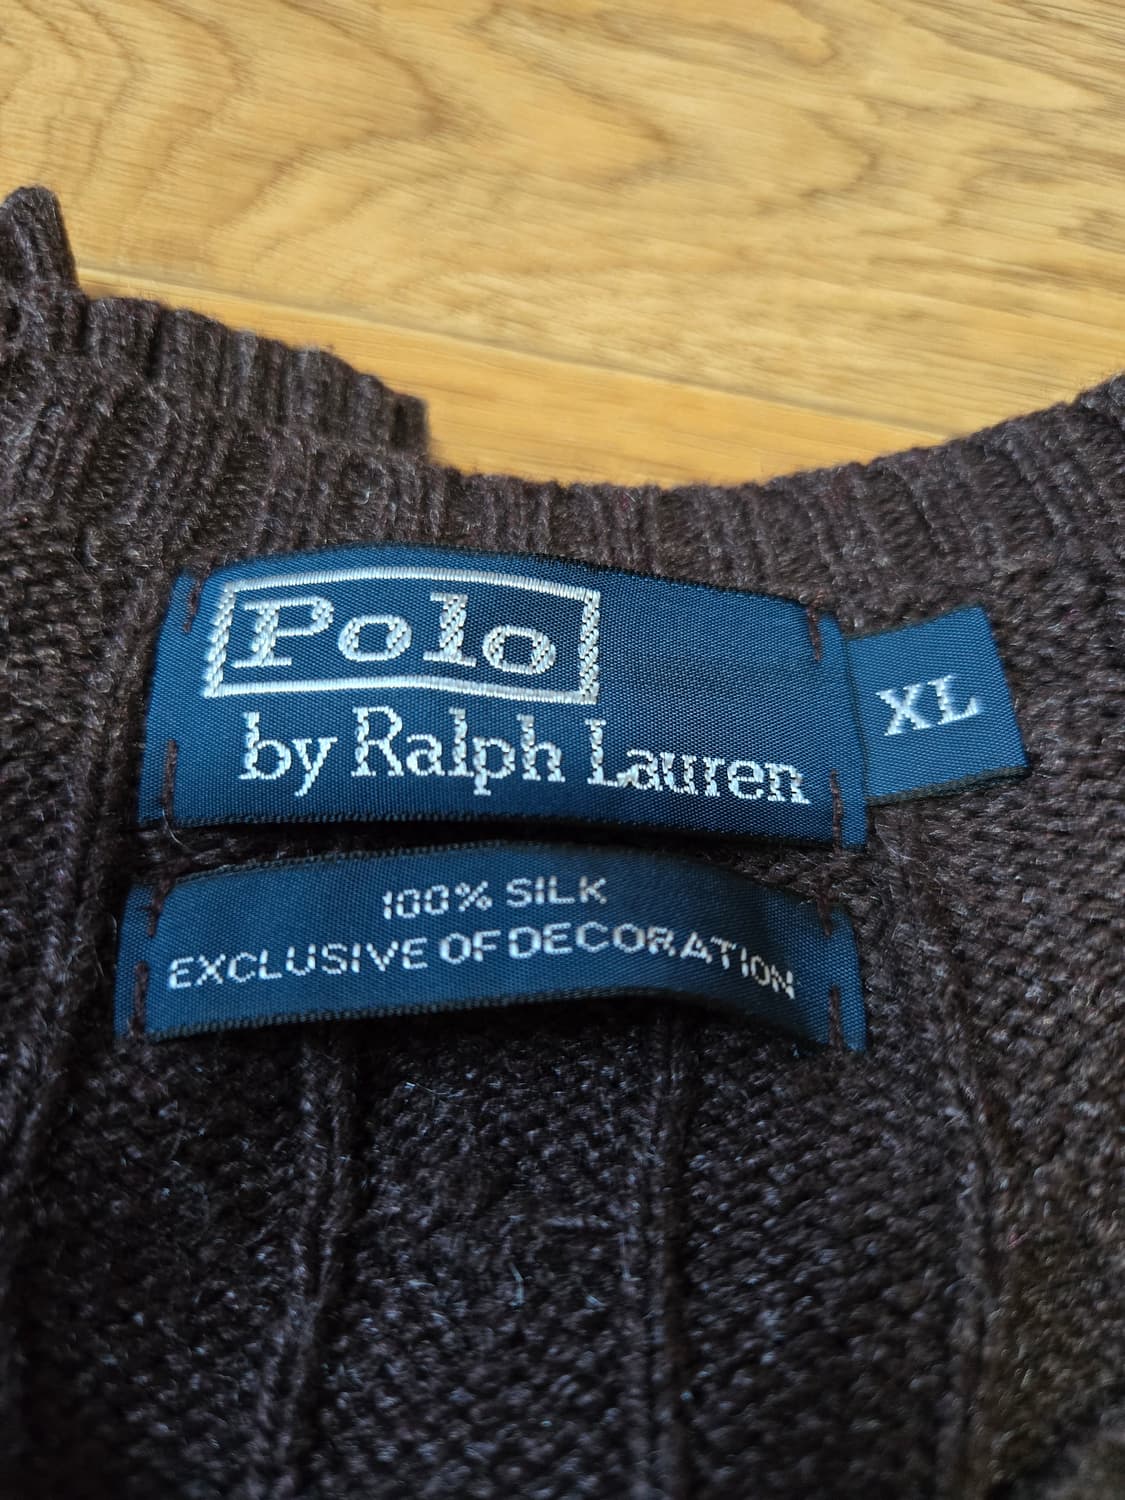 Polo
by Ralph Lauren
XL
100% SILK
EXCLUSIVE OF DECORATION